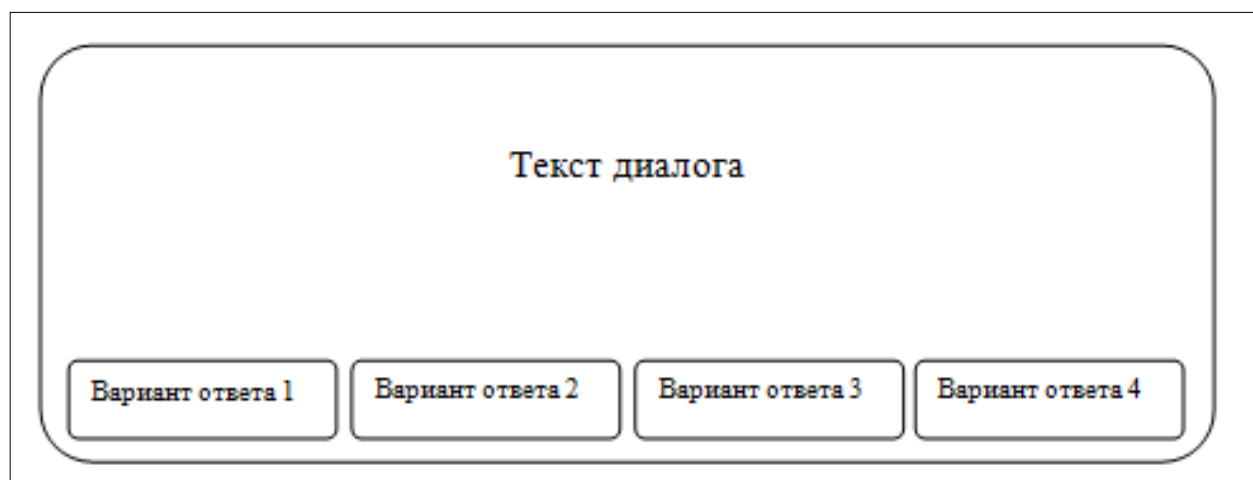 Текст диалога
Вариант ответа 1
Вариант ответа 2
Вариант ответа 3
Вариант ответа 4